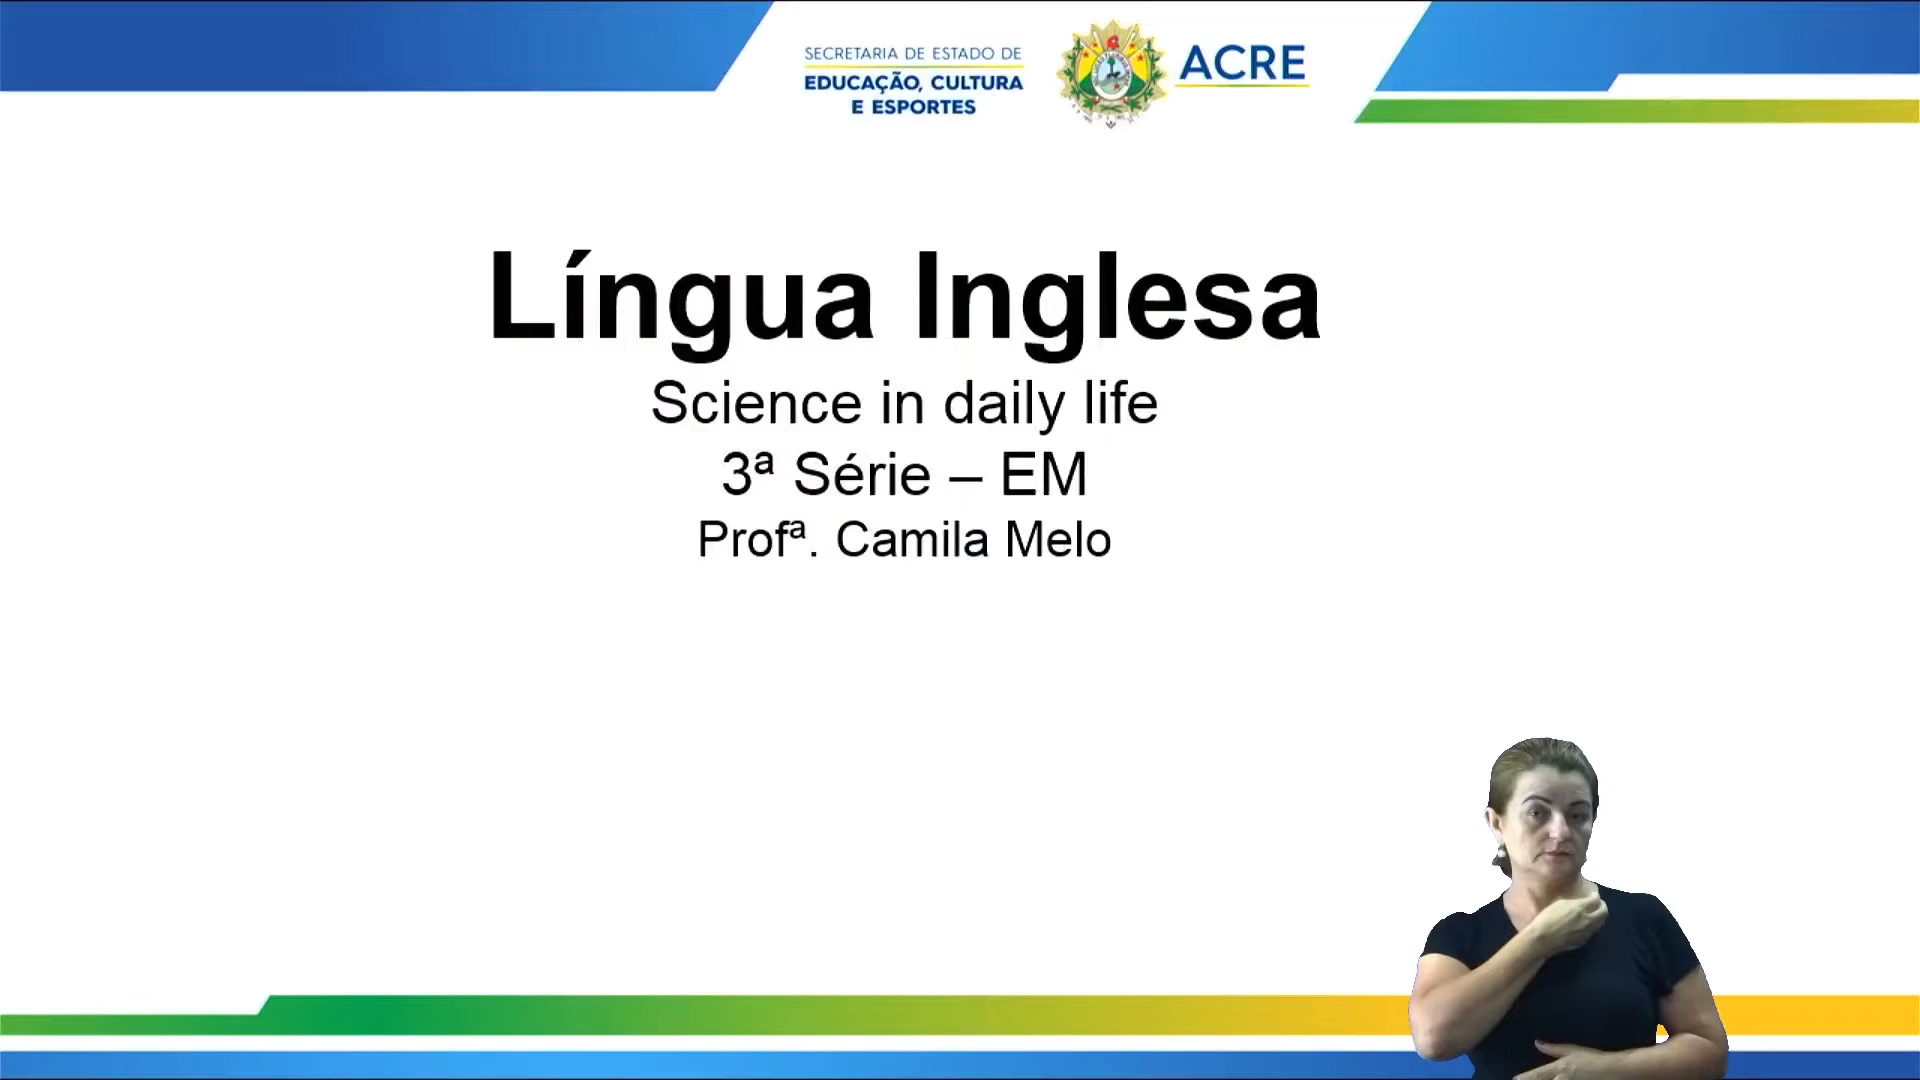 SECRETARIA DE ESTADO DE
EDUCAÇÃO, CULTURA
E ESPORTES
ACRE
Língua Inglesa
Science in daily life
3ª Série – EM
Profª. Camila Melo